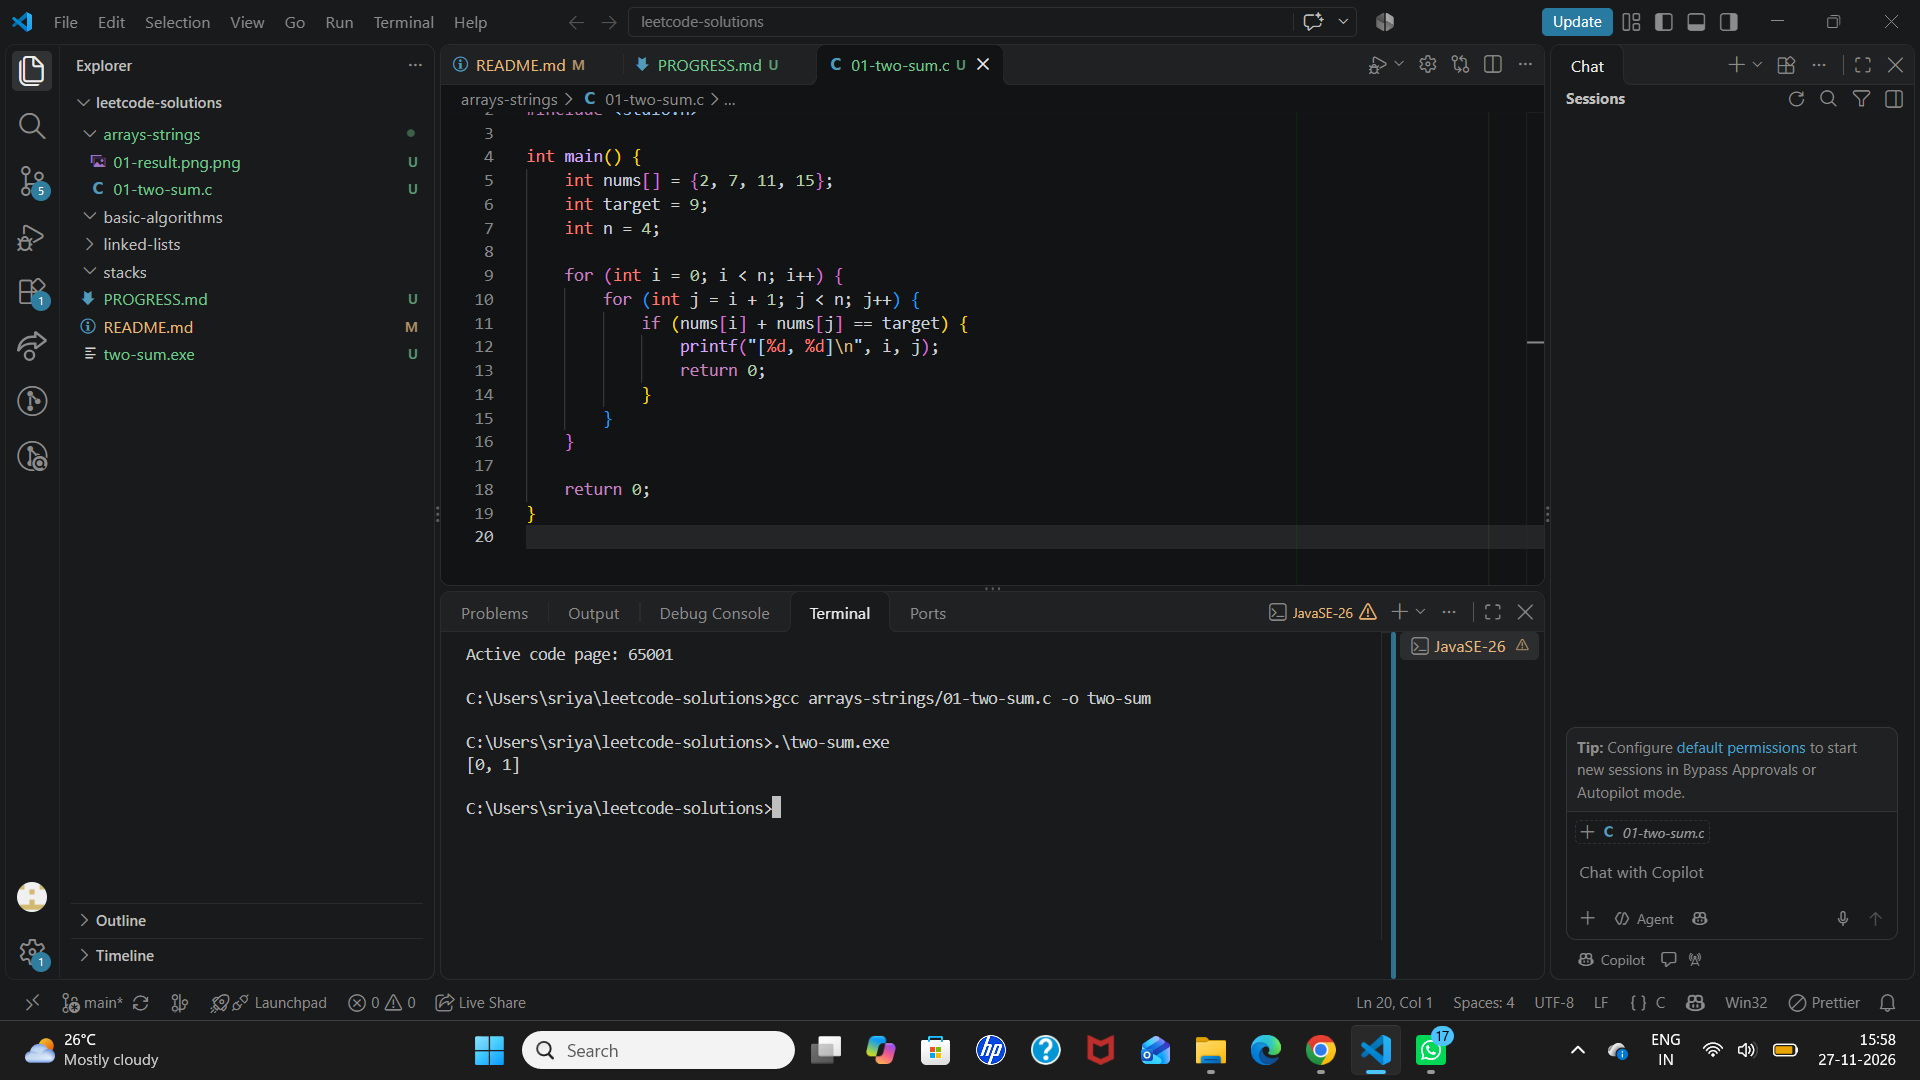 File Edit Selection View Go Run Terminal Help
leetcode-solutions
Update
Explorer
leetcode-solutions
arrays-strings
01-result.png.png U
C 01-two-sum.c U
basic-algorithms
linked-lists
stacks
PROGRESS.md U
README.md M
two-sum.exe U
Outline
Timeline
5
1
1
README.md M
PROGRESS.md U
C 01-two-sum.c U
arrays-strings > C 01-two-sum.c > ...
2 #include <stdio.h>
3
4 int main() {
5 int nums[] = {2, 7, 11, 15};
6 int target = 9;
7 int n = 4;
8
9 for (int i = 0; i < n; i++) {
10 for (int j = i + 1; j < n; j++) {
11 if (nums[i] + nums[j] == target) {
12 printf("[%d, %d]\n", i, j);
13 return 0;
14 }
15 }
16 }
17
18 return 0;
19 }
20
Problems Output Debug Console Terminal Ports
JavaSE-26
JavaSE-26
Active code page: 65001
C:\Users\sriya\leetcode-solutions>gcc arrays-strings/01-two-sum.c -o two-sum
C:\Users\sriya\leetcode-solutions>.\two-sum.exe
[0, 1]
C:\Users\sriya\leetcode-solutions>
Chat
Sessions
Tip: Configure default permissions to start
new sessions in Bypass Approvals or
Autopilot mode.
C 01-two-sum.c
Chat with Copilot
Agent
Copilot
main* Launchpad 0 0 Live Share
Ln 20, Col 1 Spaces: 4 UTF-8 LF { } C Win32 Prettier
26°C
Mostly cloudy
Search
hp
17
ENG
IN
15:58
27-11-2026